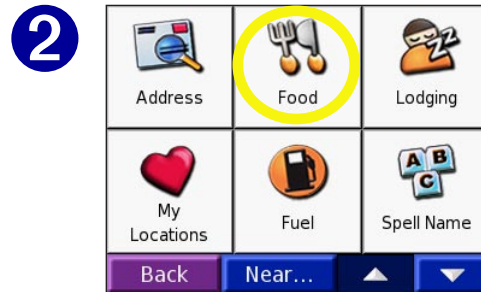 2
Address Food Lodging
A B
C
My
Locations Fuel Spell Name
Back Near...